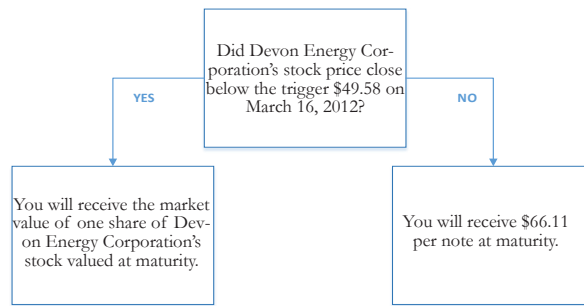 Did Devon Energy Cor-
poration's stock price close
below the trigger $49.58 on
March 16, 2012?
YES
NO
You will receive the market
value of one share of Dev-
on Energy Corporation's
stock valued at maturity.
You will receive $66.11
per note at maturity.